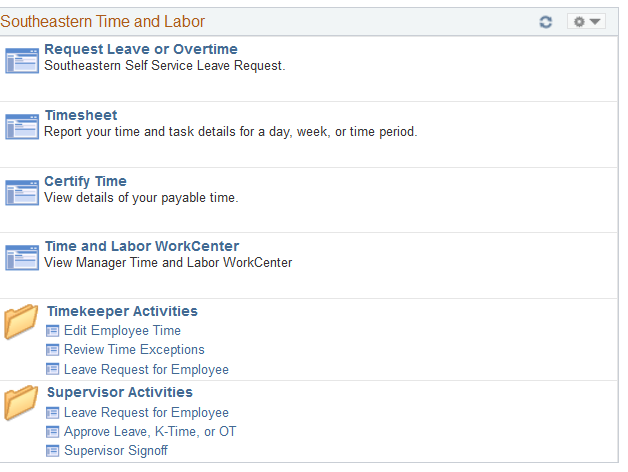 Southeastern Time and Labor
Request Leave or Overtime
Southeastern Self Service Leave Request.
Timesheet
Report your time and task details for a day, week, or time period.
Certify Time
View details of your payable time.
Time and Labor WorkCenter
View Manager Time and Labor WorkCenter
Timekeeper Activities
Edit Employee Time
Review Time Exceptions
Leave Request for Employee
Supervisor Activities
Leave Request for Employee
Approve Leave, K-Time, or OT
Supervisor Signoff